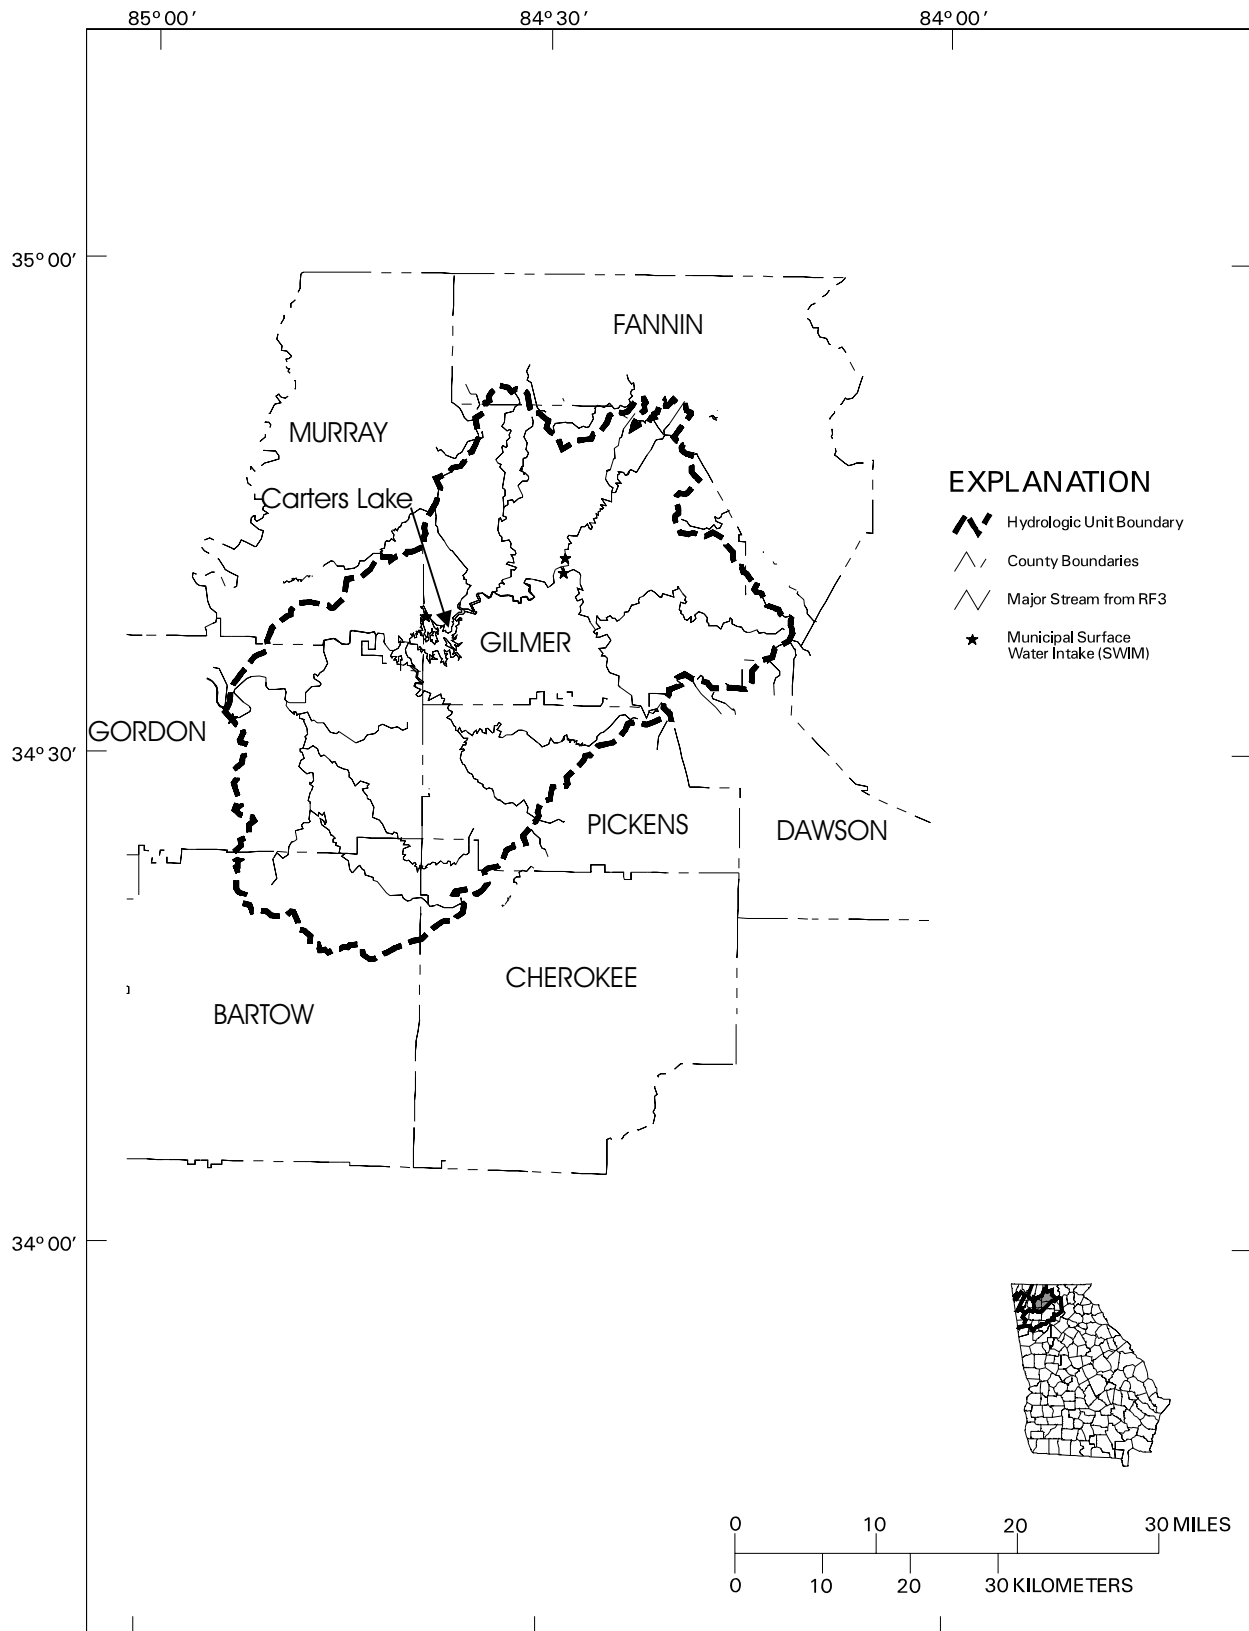 85° 00′
84° 30′
84° 00′
35° 00′
FANNIN
MURRAY
Carters Lake
EXPLANATION
Hydrologic Unit Boundary
County Boundaries
Major Stream from RF3
Municipal Surface
Water Intake (SWIM)
GILMER
GORDON
34° 30′
PICKENS
DAWSON
CHEROKEE
BARTOW
34° 00′
0 10 20 30 MILES
0 10 20 30 KILOMETERS